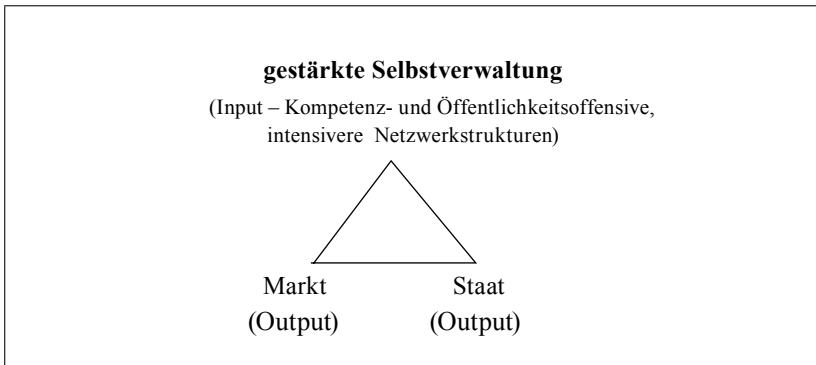 gestärkte Selbstverwaltung
(Input – Kompetenz- und Öffentlichkeitsoffensive,
intensivere Netzwerkstrukturen)
Markt Staat
(Output) (Output)